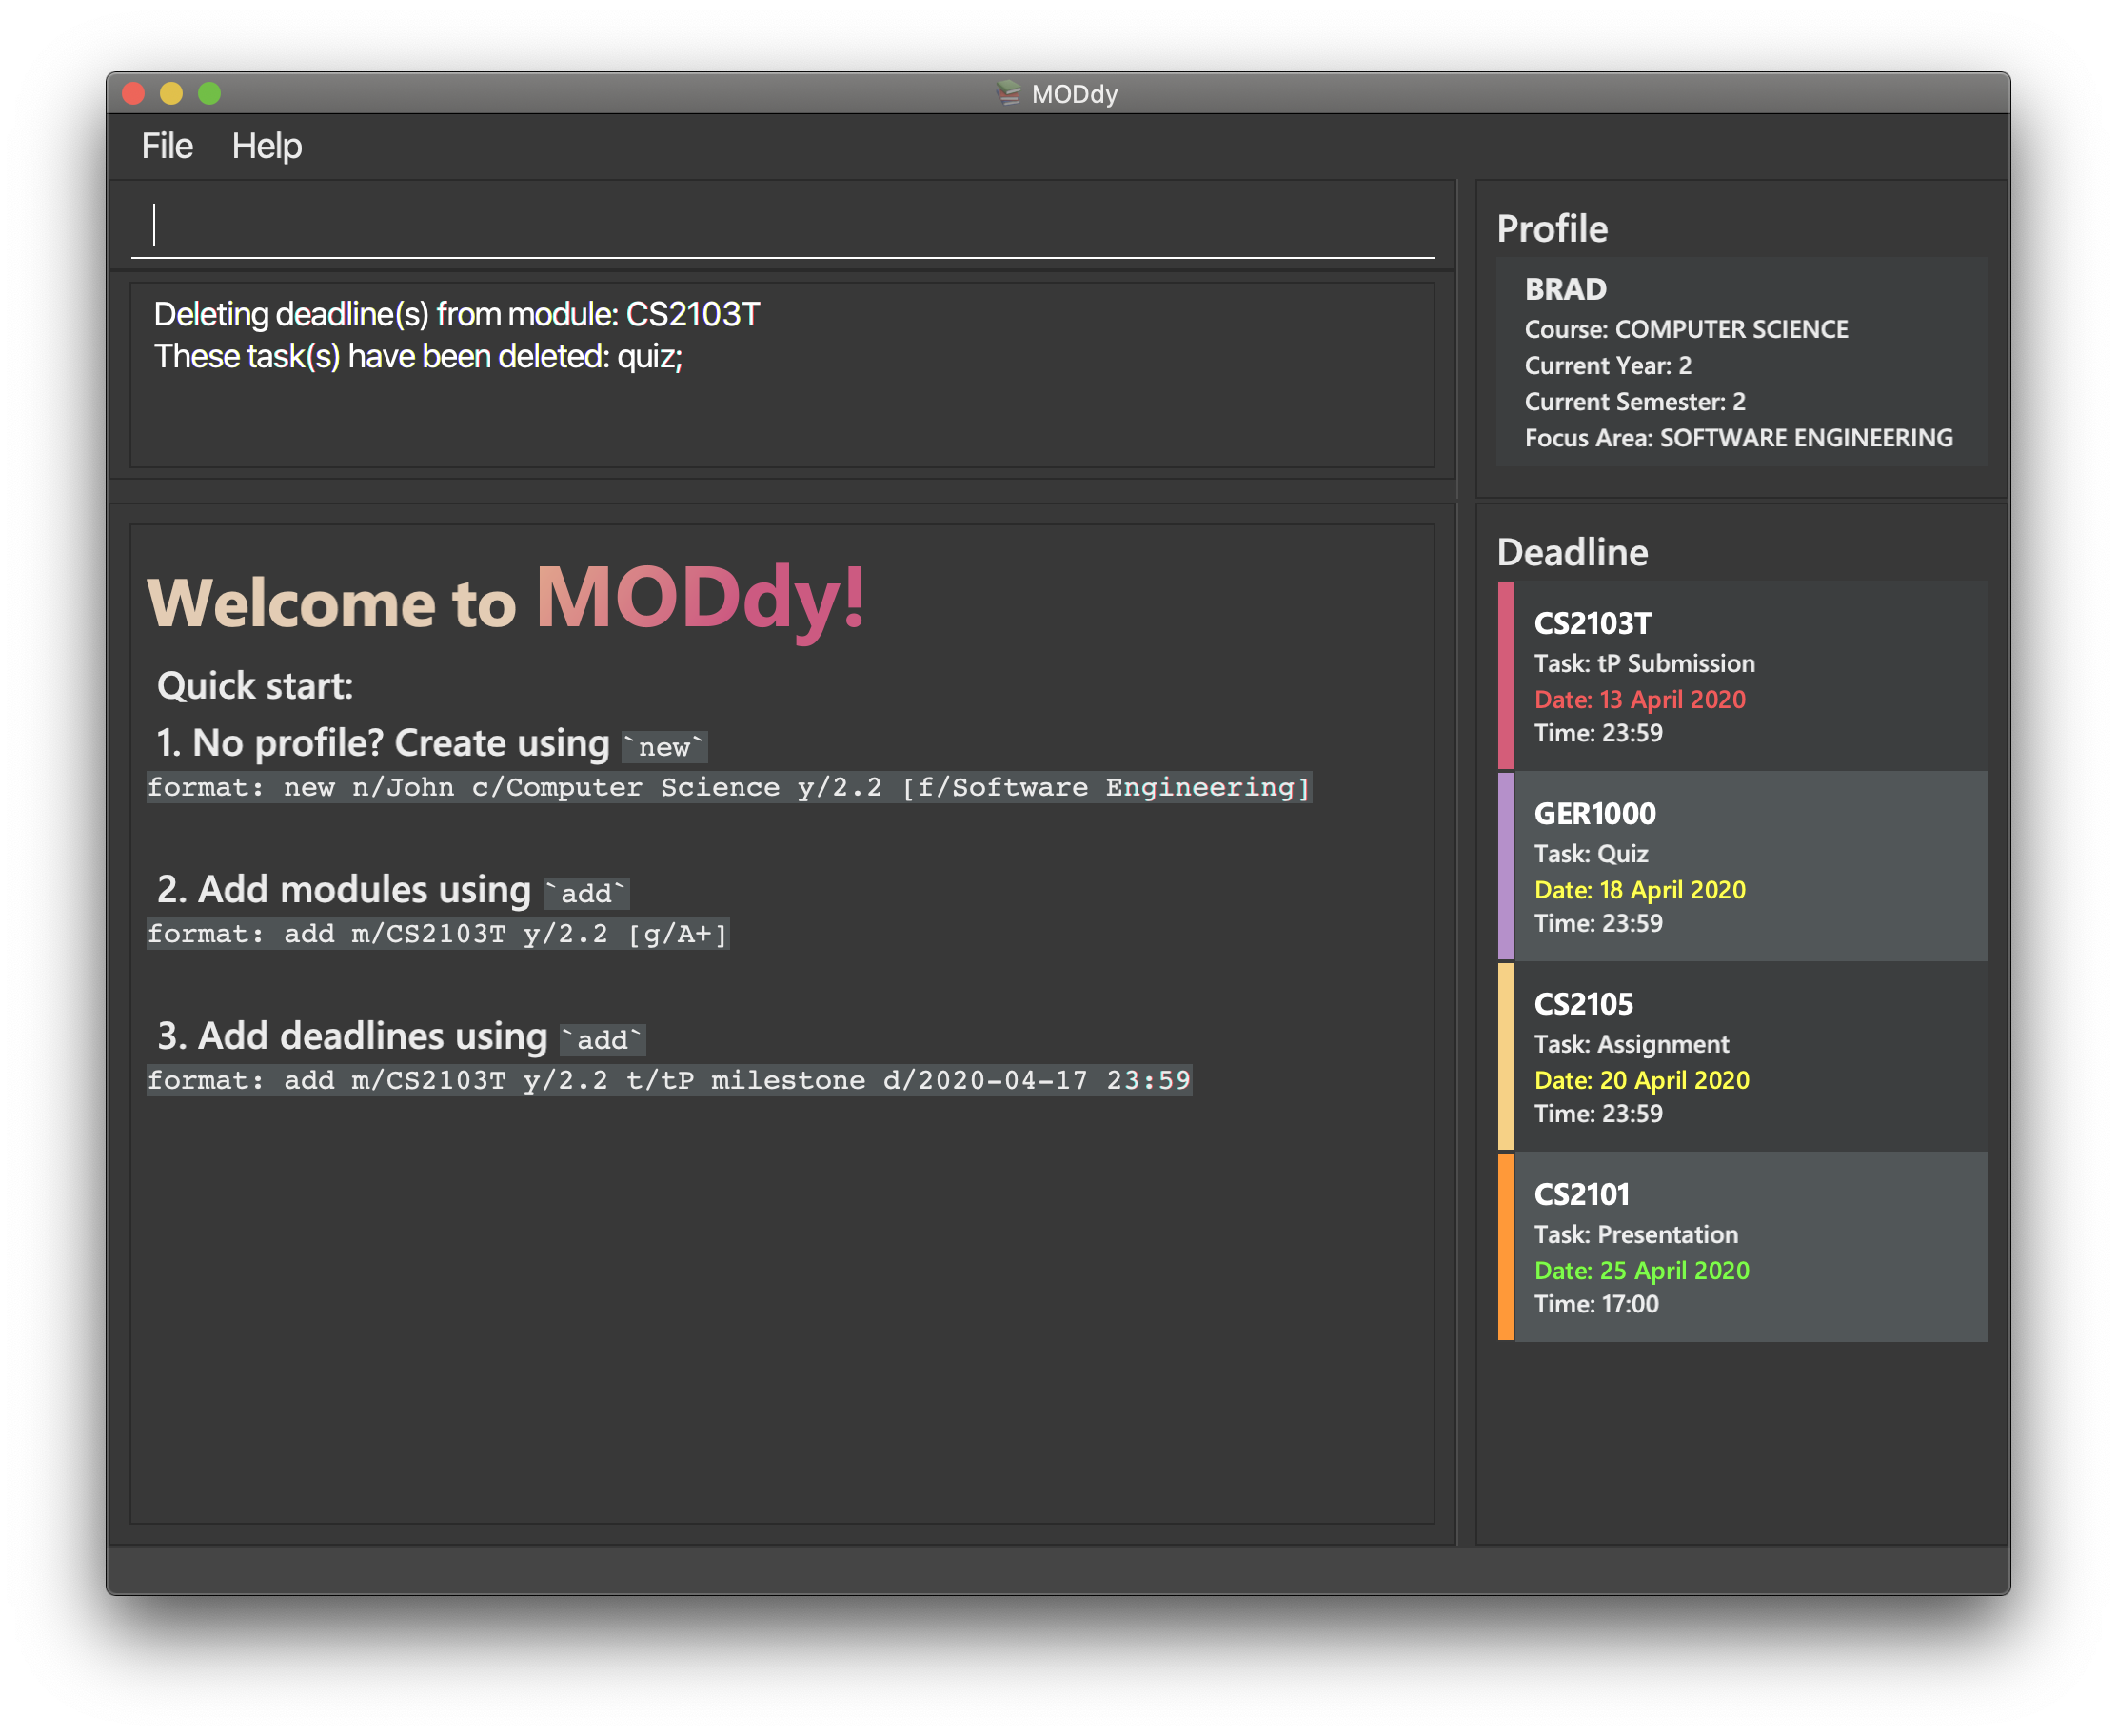 MODdy
File Help
Deleting deadline(s) from module: CS2103T
These task(s) have been deleted: quiz;
Welcome to MODdy!
Quick start:
1. No profile? Create using `new`
format: new n/John c/Computer Science y/2.2 [f/Software Engineering]
2. Add modules using `add`
format: add m/CS2103T y/2.2 [g/A+]
3. Add deadlines using `add`
format: add m/CS2103T y/2.2 t/tP milestone d/2020-04-17 23:59
Profile
BRAD
Course: COMPUTER SCIENCE
Current Year: 2
Current Semester: 2
Focus Area: SOFTWARE ENGINEERING
Deadline
CS2103T
Task: tP Submission
Date: 13 April 2020
Time: 23:59
GER1000
Task: Quiz
Date: 18 April 2020
Time: 23:59
CS2105
Task: Assignment
Date: 20 April 2020
Time: 23:59
CS2101
Task: Presentation
Date: 25 April 2020
Time: 17:00